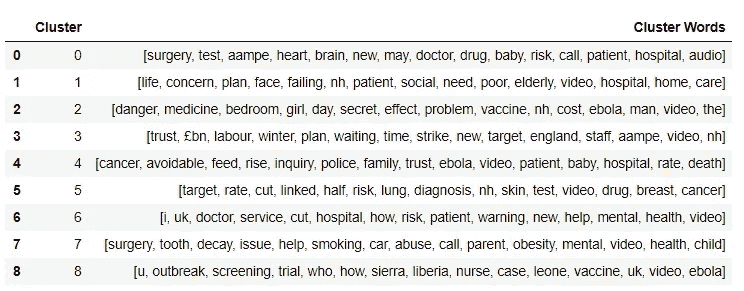 Cluster Cluster Words
0 0 [surgery, test, aampe, heart, brain, new, may, doctor, drug, baby, risk, call, patient, hospital, audio]
1 1 [life, concern, plan, face, failing, nh, patient, social, need, poor, elderly, video, hospital, home, care]
2 2 [danger, medicine, bedroom, girl, day, secret, effect, problem, vaccine, nh, cost, ebola, man, video, the]
3 3 [trust, £bn, labour, winter, plan, waiting, time, strike, new, target, england, staff, aampe, video, nh]
4 4 [cancer, avoidable, feed, rise, inquiry, police, family, trust, ebola, video, patient, baby, hospital, rate, death]
5 5 [target, rate, cut, linked, half, risk, lung, diagnosis, nh, skin, test, video, drug, breast, cancer]
6 6 [i, uk, doctor, service, cut, hospital, how, risk, patient, warning, new, help, mental, health, video]
7 7 [surgery, tooth, decay, issue, help, smoking, car, abuse, call, parent, obesity, mental, video, health, child]
8 8 [u, outbreak, screening, trial, who, how, sierra, liberia, nurse, case, leone, vaccine, uk, video, ebola]